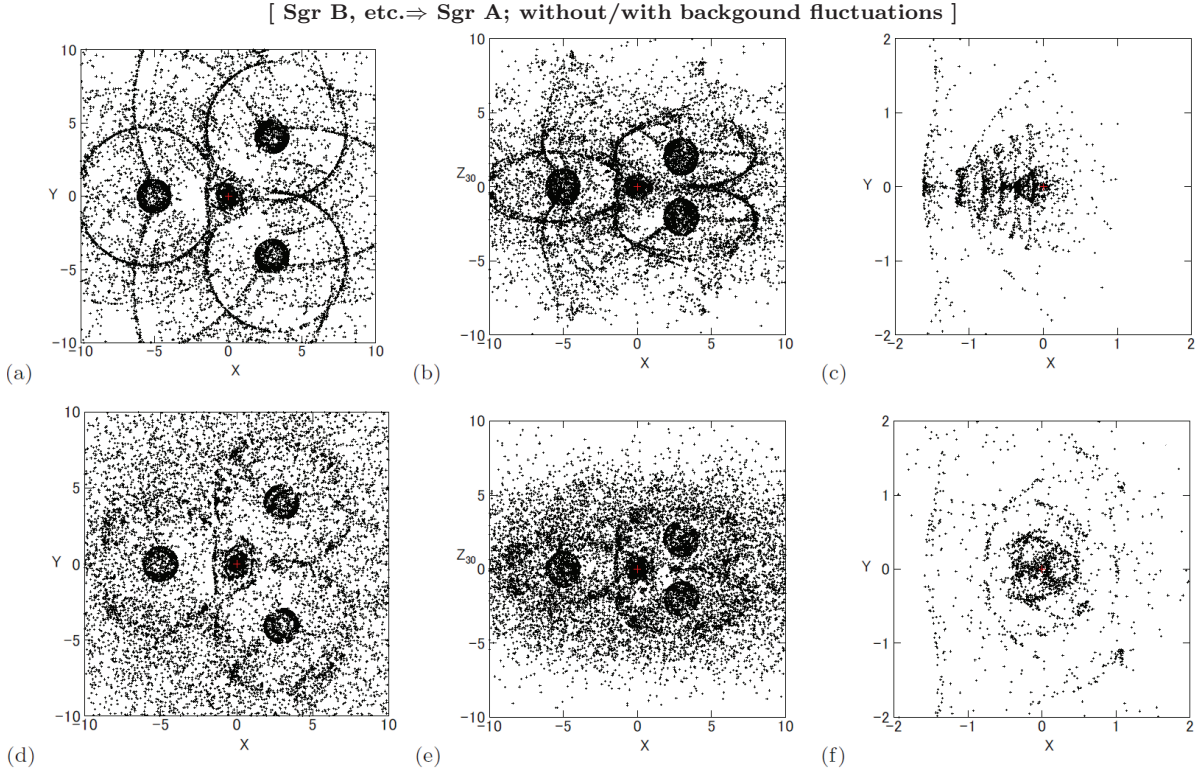 [ Sgr B, etc.⇒ Sgr A; without/with backgound fluctuations ]
10
5
Y 0
−5
−10
−10 −5 0 5 10
X
(a)
10
5
Z30 0
−5
−10
−10 −5 0 5 10
X
(b)
2
1
Y 0
−1
−2
−2 −1 0 1 2
X
(c)
10
5
Y 0
−5
−10
−10 −5 0 5 10
X
(d)
10
5
Z30 0
−5
−10
−10 −5 0 5 10
X
(e)
2
1
Y 0
−1
−2
−2 −1 0 1 2
X
(f)